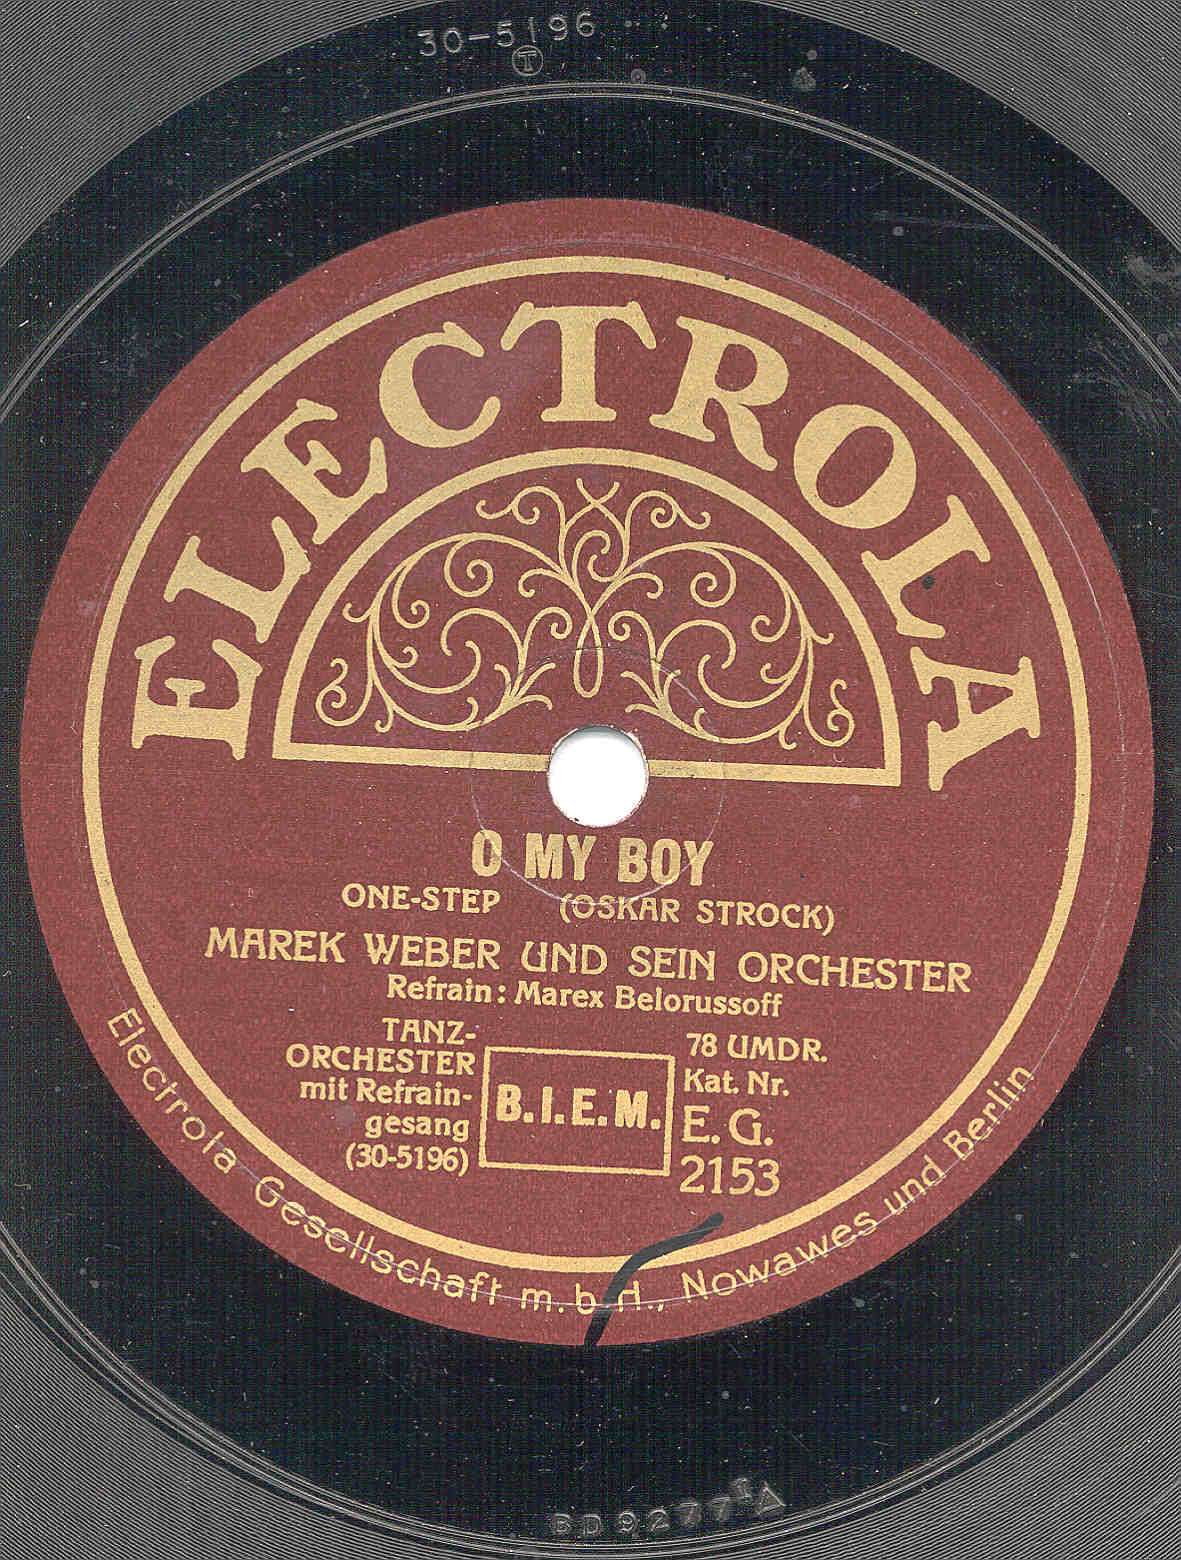 30-5196
T
ELECTROLA
O MY BOY
ONE-STEP (OSKAR STROCK)
MAREK WEBER UND SEIN ORCHESTER
Refrain: Marex Belorussoff
TANZ-
ORCHESTER
mit Refrain-
gesang
(30-5196)
B.I.E.M.
78 UMDR.
Kat. Nr.
E.G.
2153
Electrola Gesellschaft m.b.H., Nowawes und Berlin
BD9277 I △